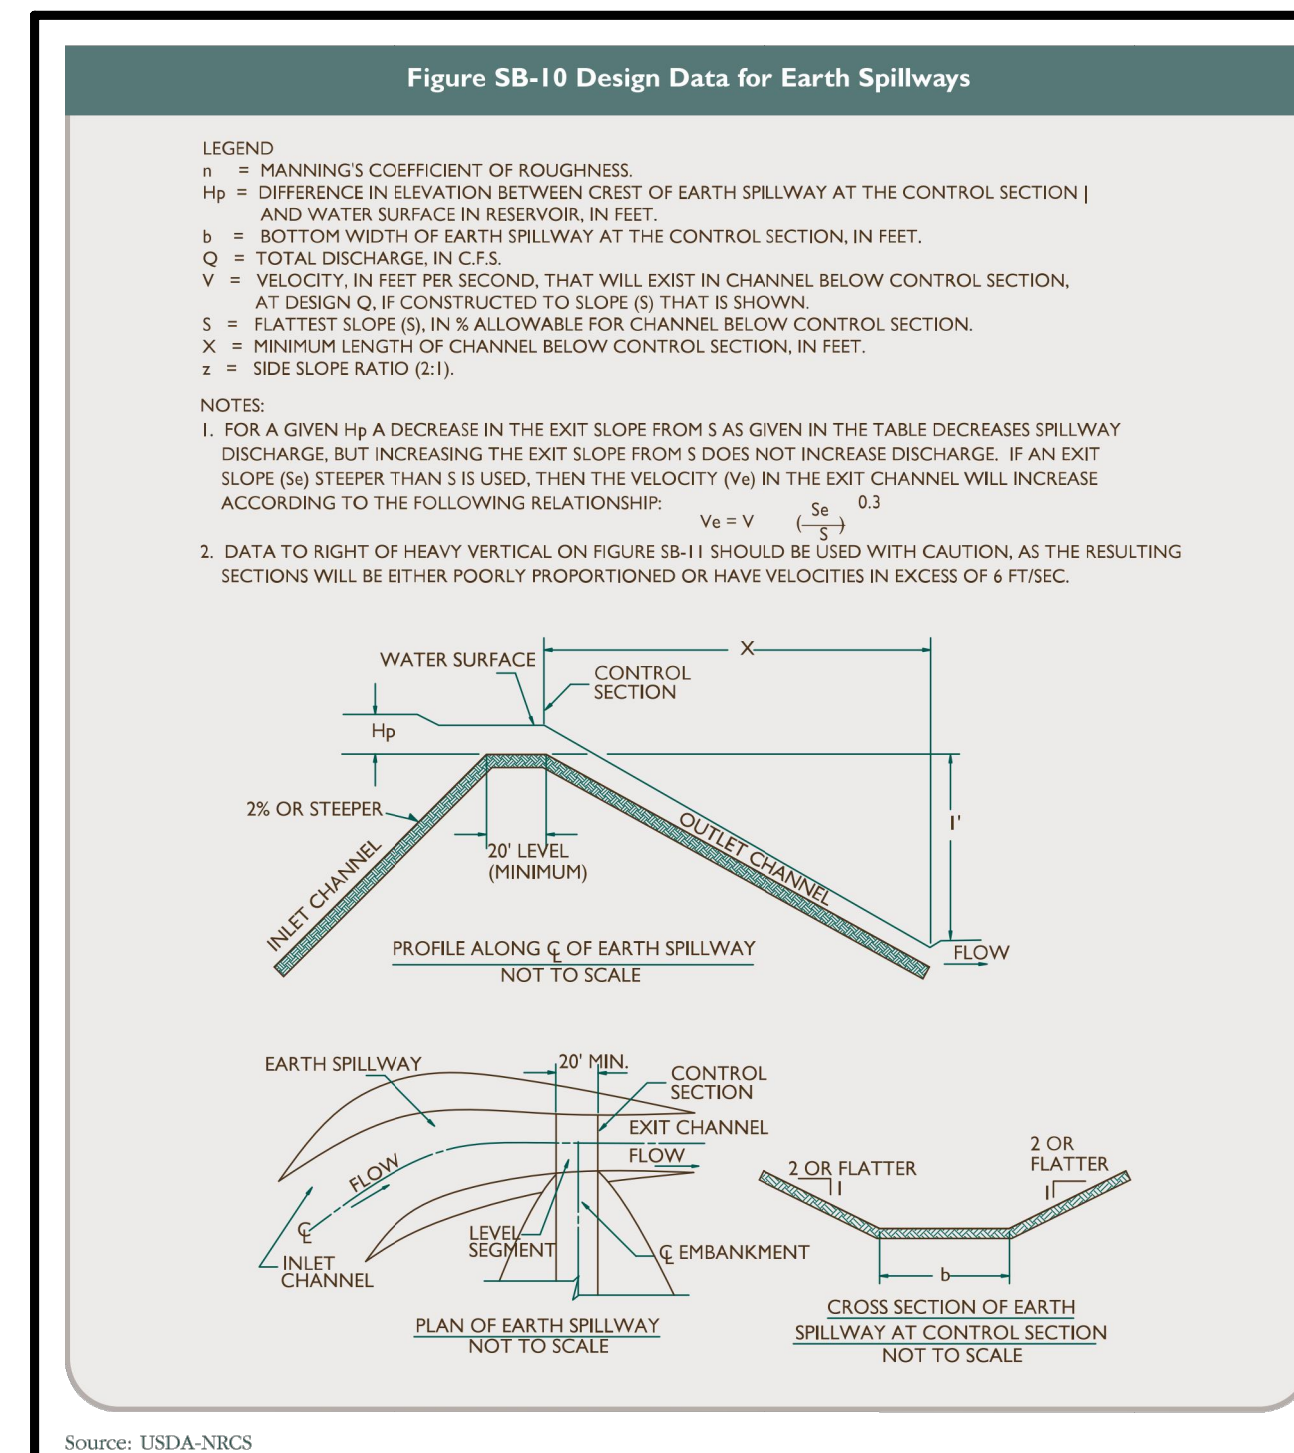 Figure SB-10 Design Data for Earth Spillways
LEGEND
n = MANNING'S COEFFICIENT OF ROUGHNESS.
Hp = DIFFERENCE IN ELEVATION BETWEEN CREST OF EARTH SPILLWAY AT THE CONTROL SECTION |
AND WATER SURFACE IN RESERVOIR, IN FEET.
b = BOTTOM WIDTH OF EARTH SPILLWAY AT THE CONTROL SECTION, IN FEET.
Q = TOTAL DISCHARGE, IN C.F.S.
V = VELOCITY, IN FEET PER SECOND, THAT WILL EXIST IN CHANNEL BELOW CONTROL SECTION,
AT DESIGN Q, IF CONSTRUCTED TO SLOPE (S) THAT IS SHOWN.
S = FLATTEST SLOPE (S), IN % ALLOWABLE FOR CHANNEL BELOW CONTROL SECTION.
X = MINIMUM LENGTH OF CHANNEL BELOW CONTROL SECTION, IN FEET.
z = SIDE SLOPE RATIO (2:1).
NOTES:
1. FOR A GIVEN Hp A DECREASE IN THE EXIT SLOPE FROM S AS GIVEN IN THE TABLE DECREASES SPILLWAY
DISCHARGE, BUT INCREASING THE EXIT SLOPE FROM S DOES NOT INCREASE DISCHARGE. IF AN EXIT
SLOPE (Se) STEEPER THAN S IS USED, THEN THE VELOCITY (Ve) IN THE EXIT CHANNEL WILL INCREASE
ACCORDING TO THE FOLLOWING RELATIONSHIP:
Ve = V (Se/S) 0.3
2. DATA TO RIGHT OF HEAVY VERTICAL ON FIGURE SB-11 SHOULD BE USED WITH CAUTION, AS THE RESULTING
SECTIONS WILL BE EITHER POORLY PROPORTIONED OR HAVE VELOCITIES IN EXCESS OF 6 FT/SEC.
X
WATER SURFACE
CONTROL
SECTION
Hp
2% OR STEEPER
1'
20' LEVEL
(MINIMUM)
INLET CHANNEL
OUTLET CHANNEL
PROFILE ALONG ℄ OF EARTH SPILLWAY
NOT TO SCALE
FLOW
EARTH SPILLWAY
20' MIN.
CONTROL
SECTION
EXIT CHANNEL
FLOW
FLOW
℄
LEVEL
SEGMENT
℄ EMBANKMENT
INLET
CHANNEL
PLAN OF EARTH SPILLWAY
NOT TO SCALE
2 OR FLATTER
1
2 OR
FLATTER
1
b
CROSS SECTION OF EARTH
SPILLWAY AT CONTROL SECTION
NOT TO SCALE
Source: USDA-NRCS